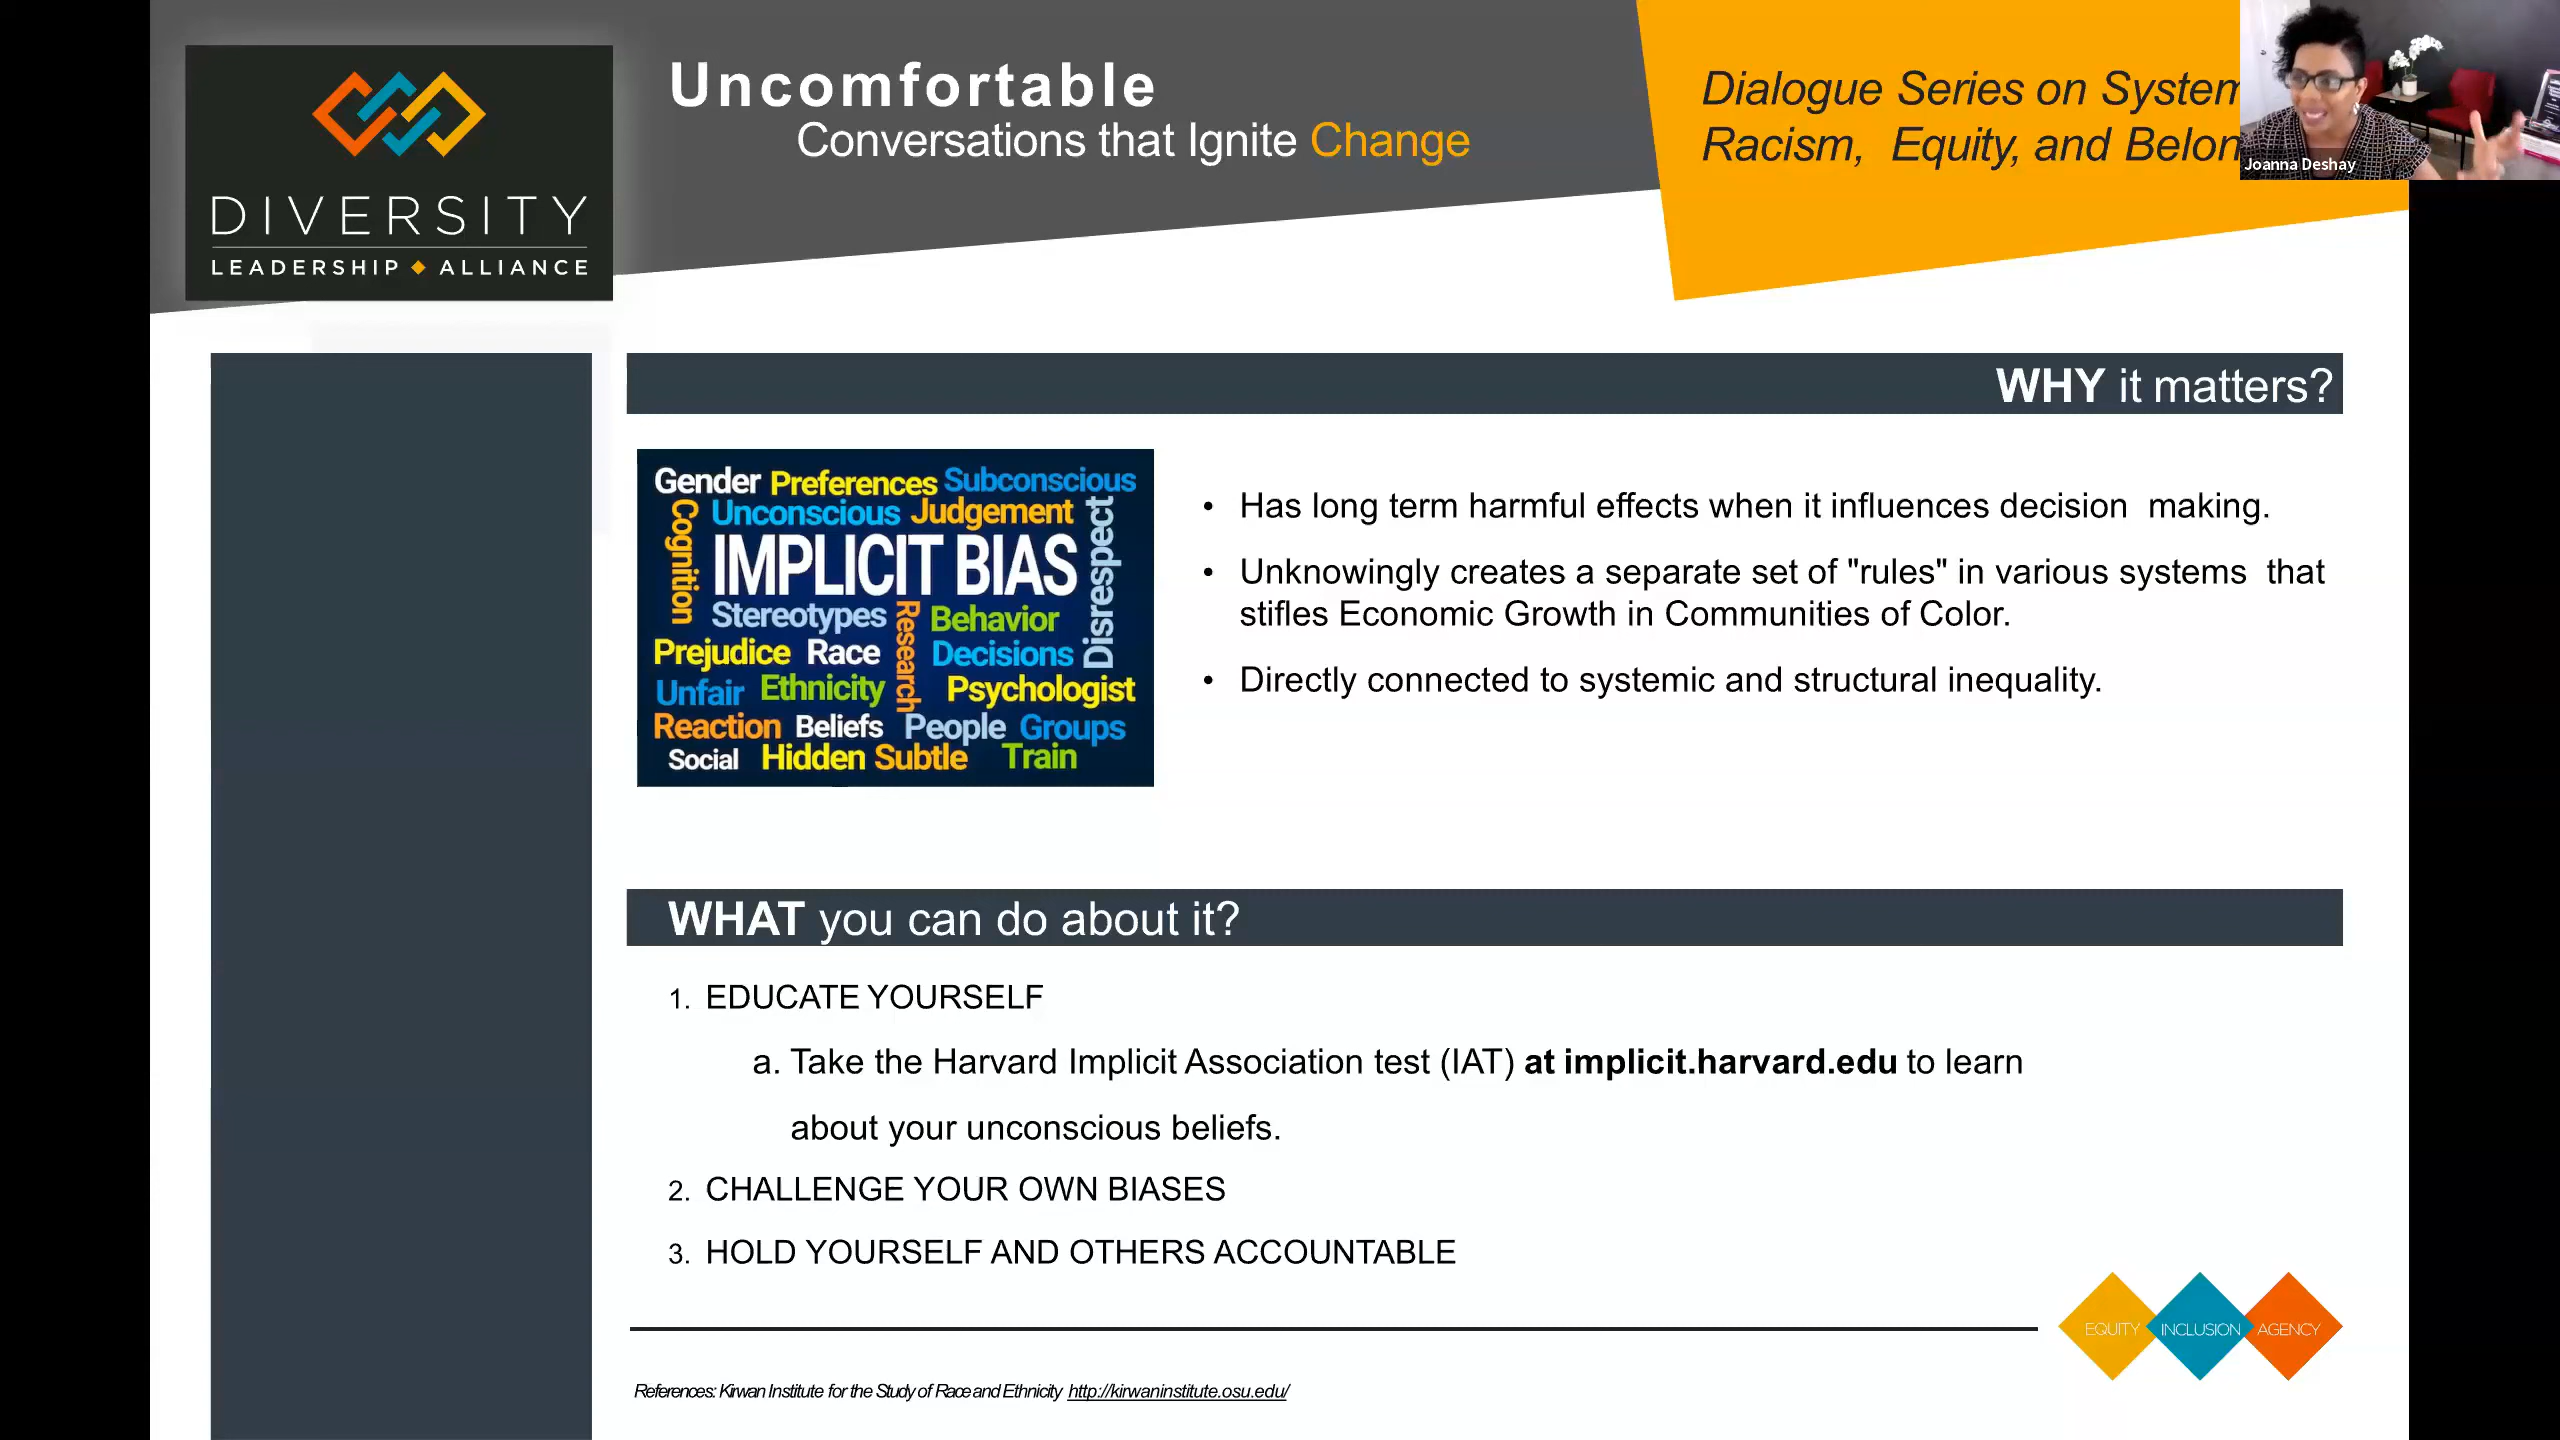 DIVERSITY
LEADERSHIP ALLIANCE
Uncomfortable
Conversations that Ignite Change
Dialogue Series on System
Racism, Equity, and Belon
Joanna Deshay
WHY it matters?
Gender Preferences Subconscious
Cognition
Unconscious Judgement
Disrespect
IMPLICIT BIAS
Stereotypes
Research
Behavior
Prejudice Race
Decisions
Unfair Ethnicity
Psychologist
Reaction Beliefs People Groups
Social Hidden Subtle Train
• Has long term harmful effects when it influences decision making.
• Unknowingly creates a separate set of "rules" in various systems that
stifles Economic Growth in Communities of Color.
• Directly connected to systemic and structural inequality.
WHAT you can do about it?
1. EDUCATE YOURSELF
a. Take the Harvard Implicit Association test (IAT) at implicit.harvard.edu to learn
about your unconscious beliefs.
2. CHALLENGE YOUR OWN BIASES
3. HOLD YOURSELF AND OTHERS ACCOUNTABLE
EQUITY INCLUSION AGENCY
References: Kirwan Institute for the Study of Race and Ethnicity http://kirwaninstitute.osu.edu/